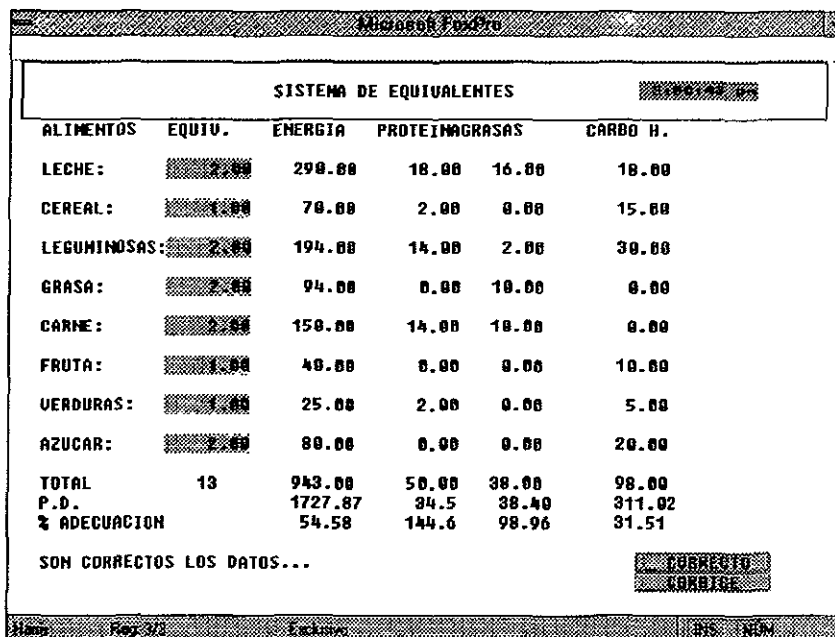 Microsoft FoxPro
SISTEMA DE EQUIVALENTES
ALIMENTOS EQUIV. ENERGIA PROTEINAGRASAS CARBO H.
LECHE: 2.00 290.00 18.00 16.00 18.00
CEREAL: 1.00 70.00 2.00 0.00 15.00
LEGUMINOSAS: 2.00 194.00 14.00 2.00 30.00
GRASA: 2.00 94.00 0.00 10.00 0.00
CARNE: 2.00 150.00 14.00 10.00 0.00
FRUTA: 1.00 40.00 0.00 0.00 10.00
VERDURAS: 1.00 25.00 2.00 0.00 5.00
AZUCAR: 2.00 80.00 0.00 0.00 20.00
TOTAL 13 943.00 50.00 38.00 98.00
P.D. 1727.87 34.5 38.40 311.02
% ADECUACION 54.58 144.6 98.96 31.51
SON CORRECTOS LOS DATOS...
CORRECTO
CORRIGE
Exclusivo INS NUM